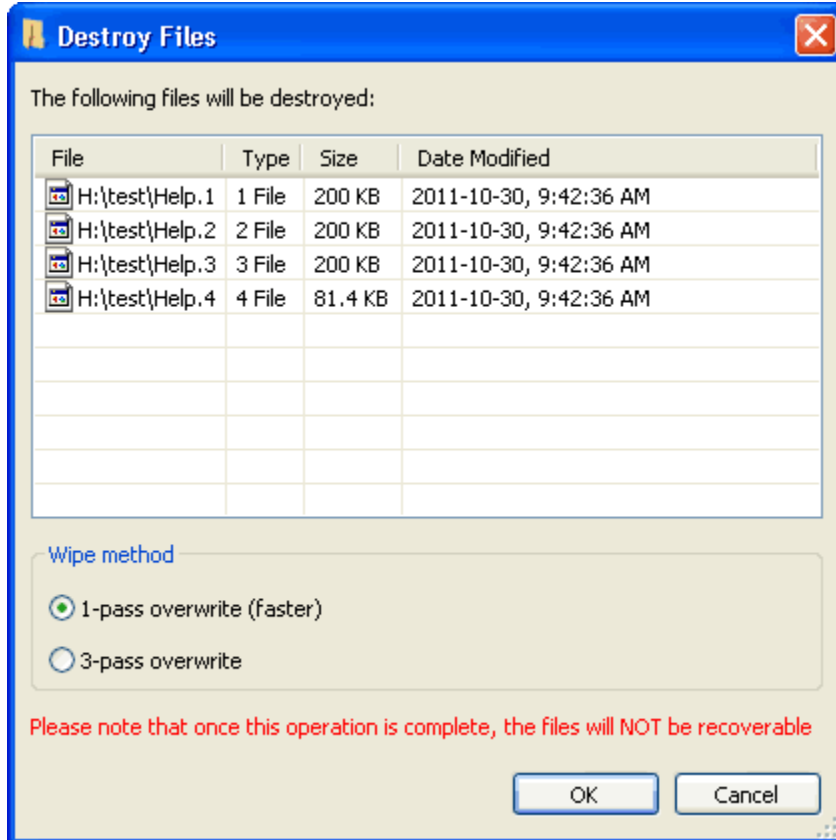 Destroy Files
The following files will be destroyed:
File Type Size Date Modified
H:\test\Help.1 1 File 200 KB 2011-10-30, 9:42:36 AM
H:\test\Help.2 2 File 200 KB 2011-10-30, 9:42:36 AM
H:\test\Help.3 3 File 200 KB 2011-10-30, 9:42:36 AM
H:\test\Help.4 4 File 81.4 KB 2011-10-30, 9:42:36 AM
Wipe method
1-pass overwrite (faster)
3-pass overwrite
Please note that once this operation is complete, the files will NOT be recoverable
OK Cancel